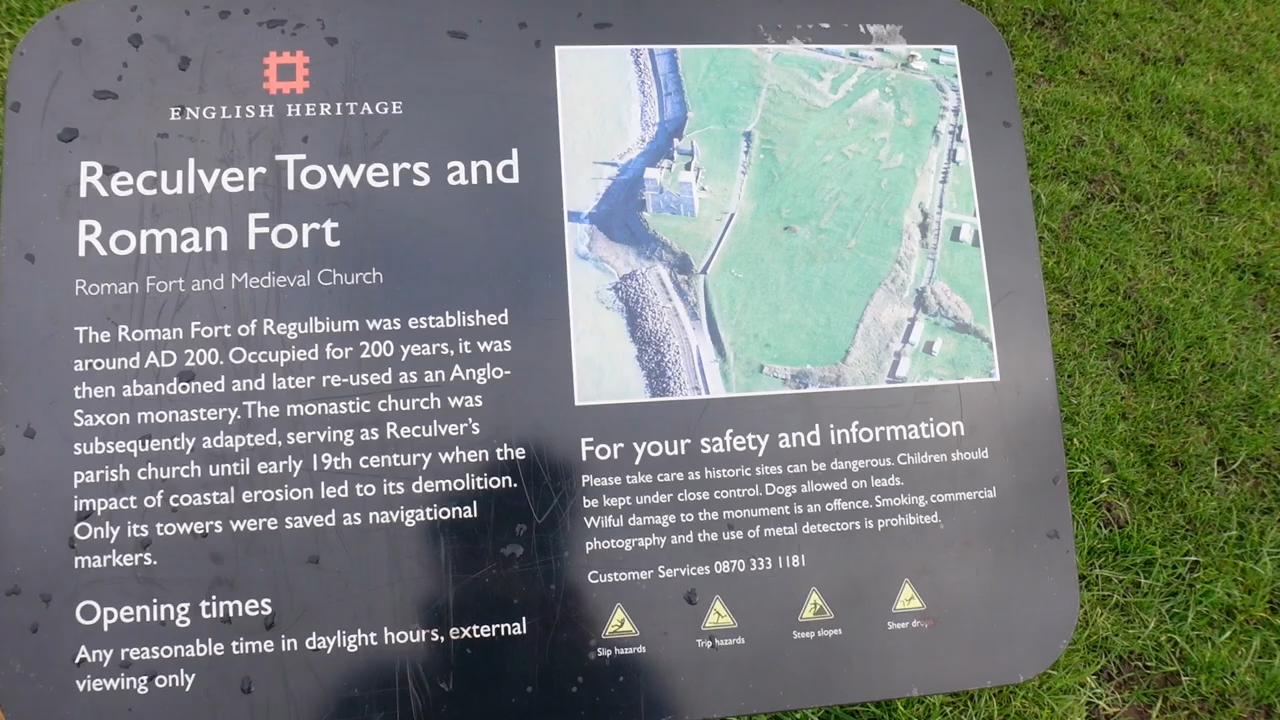 ENGLISH HERITAGE
Reculver Towers and
Roman Fort
Roman Fort and Medieval Church
The Roman Fort of Regulbium was established
around AD 200. Occupied for 200 years, it was
then abandoned and later re-used as an Anglo-
Saxon monastery. The monastic church was
subsequently adapted, serving as Reculver's
parish church until early 19th century when the
impact of coastal erosion led to its demolition.
Only its towers were saved as navigational
markers.
Opening times
Any reasonable time in daylight hours, external
viewing only
For your safety and information
Please take care as historic sites can be dangerous. Children should
be kept under close control. Dogs allowed on leads.
Wilful damage to the monument is an offence. Smoking, commercial
photography and the use of metal detectors is prohibited.
Customer Services 0870 333 1181
Slip hazards
Trip hazards
Steep slopes
Sheer drops